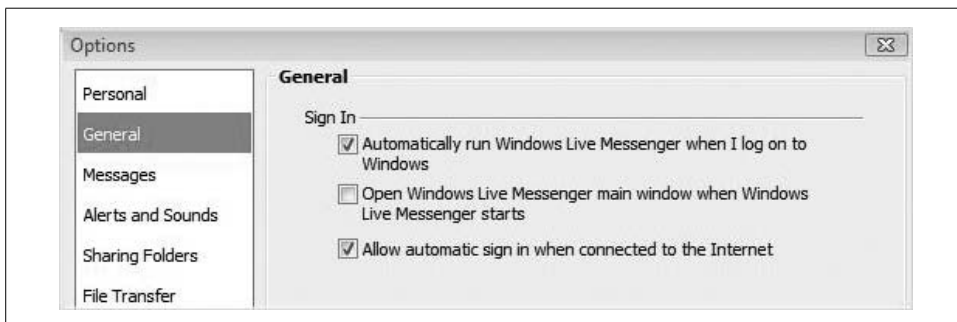 Options
Personal
General
Messages
Alerts and Sounds
Sharing Folders
File Transfer
General
Sign In
Automatically run Windows Live Messenger when I log on to
Windows
Open Windows Live Messenger main window when Windows
Live Messenger starts
Allow automatic sign in when connected to the Internet